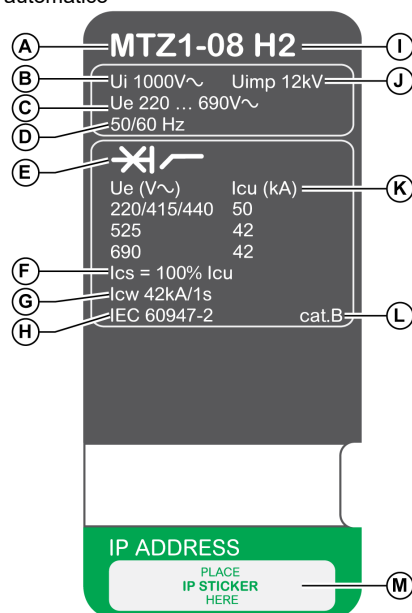 automatics
A MTZ1-08 H2 I
B Ui 1000V~ Uimp 12kV J
C Ue 220 ... 690V~
D 50/60 Hz
E
Ue (V~) Icu (kA) K
220/415/440 50
525 42
690 42
F Ics = 100% Icu
G Icw 42kA/1s
H IEC 60947-2 cat.B L
IP ADDRESS
PLACE
IP STICKER M
HERE